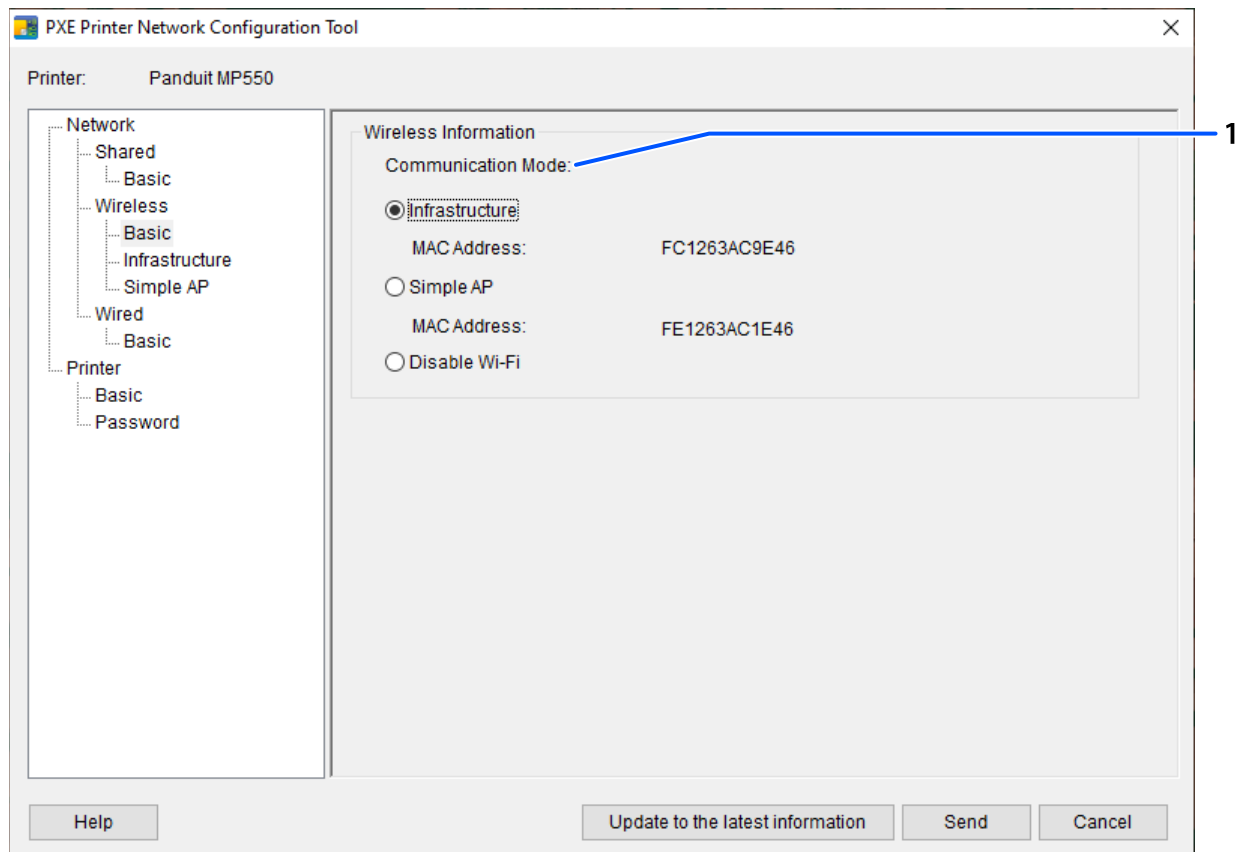 PXE Printer Network Configuration Tool
Printer: Panduit MP550
Network
Shared
Basic
Wireless
Basic
Infrastructure
Simple AP
Wired
Basic
Printer
Basic
Password
Wireless Information
Communication Mode:
1
Infrastructure
MAC Address: FC1263AC9E46
Simple AP
MAC Address: FE1263AC1E46
Disable Wi-Fi
Help Update to the latest information Send Cancel